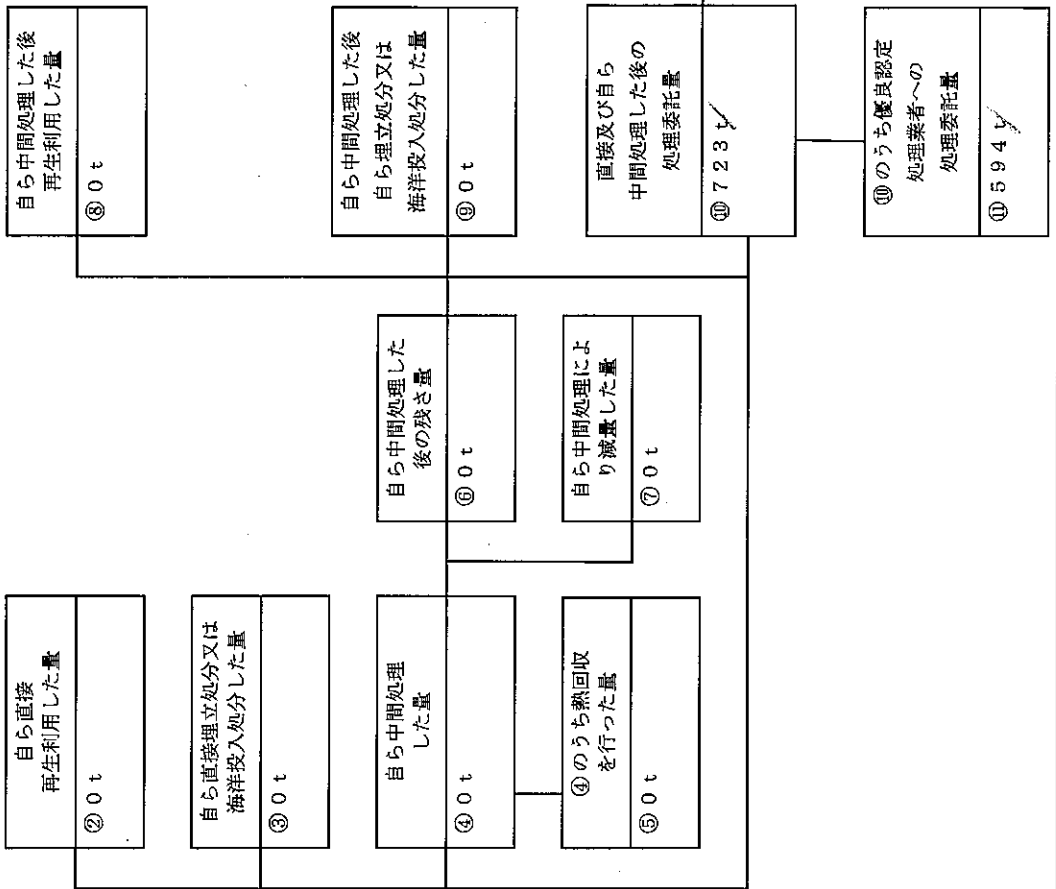 自ら直接
再生利用した量
②0t
自ら直接埋立処分又は
海洋投入処分した量
③0t
自ら中間処理
した量
④0t
④のうち熱回収
を行った量
⑤0t
自ら中間処理した
後の残さ量
⑥0t
自ら中間処理によ
り減量した量
⑦0t
自ら中間処理した後
再生利用した量
⑧0t
自ら中間処理した後
自ら埋立処分又は
海洋投入処分した量
⑨0t
直接及び自ら
中間処理した後の
処理委託量
⑩723t
⑩のうち優良認定
処理業者への
処理委託量
⑪594t